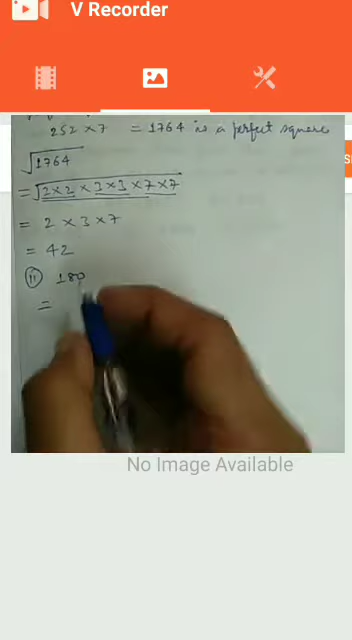 V Recorder
252 × 7 = 1764 is a perfect square
√1764
= √2×2 × 3×3 × 7×7
= 2 × 3 × 7
= 42
(ii) 180
=
No Image Available